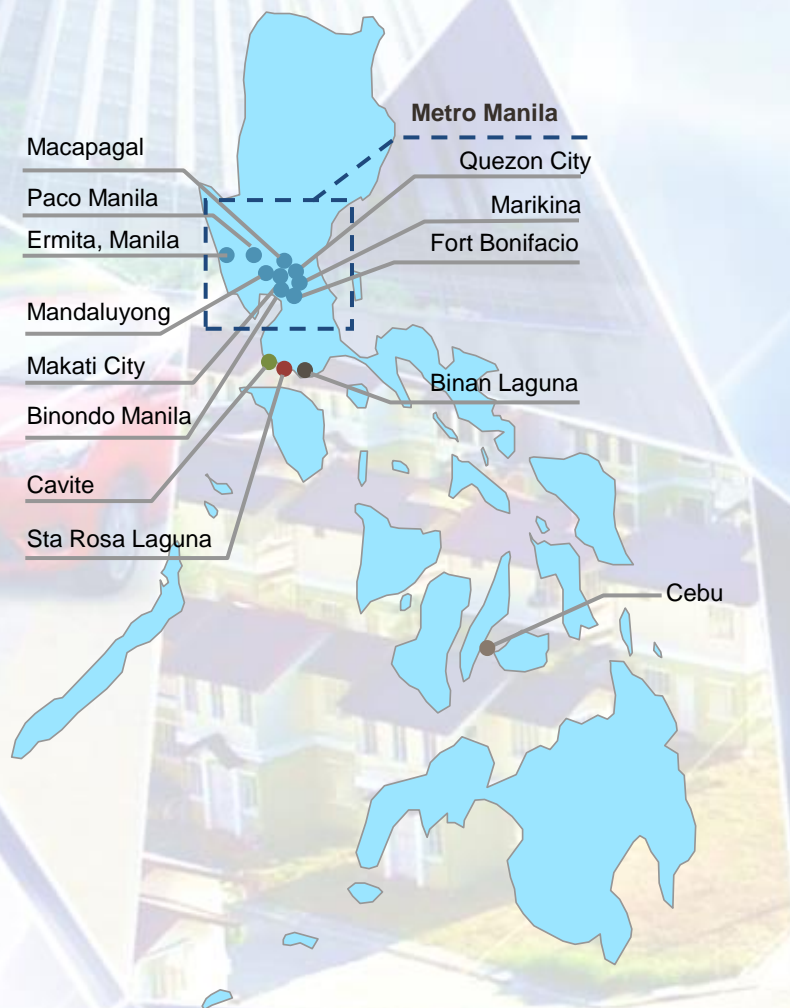 Metro Manila
Macapagal
Quezon City
Paco Manila
Marikina
Ermita, Manila
Fort Bonifacio
Mandaluyong
Makati City
Binan Laguna
Binondo Manila
Cavite
Sta Rosa Laguna
Cebu